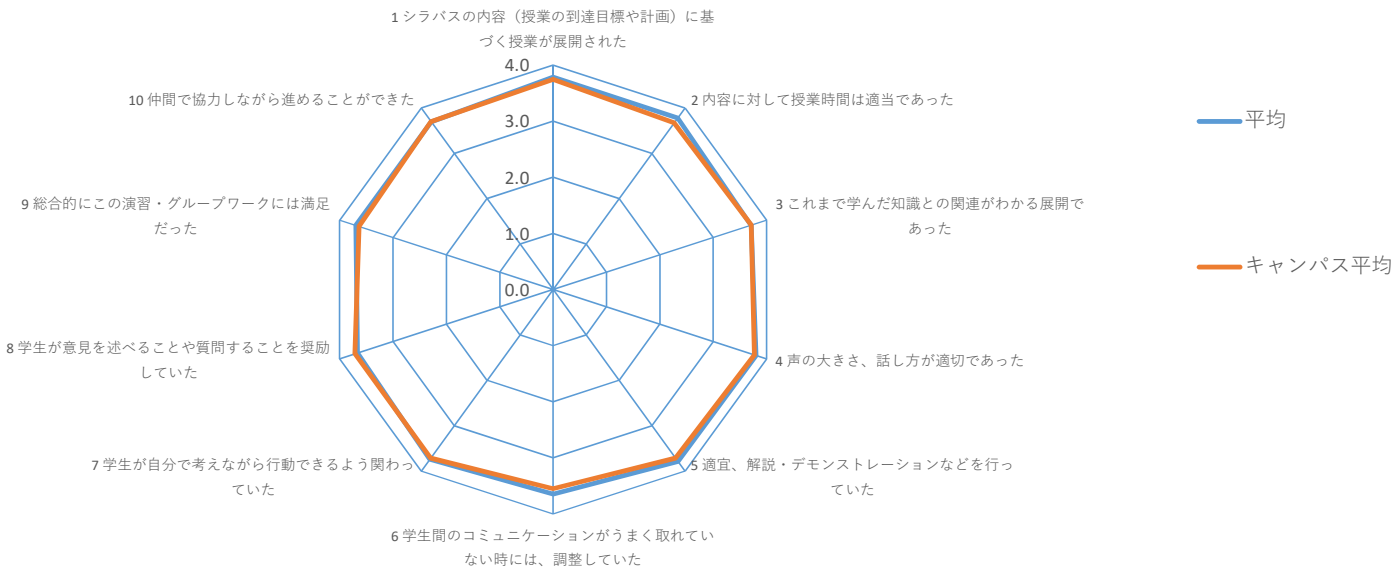 1 シラバスの内容（授業の到達目標や計画）に基
づく授業が展開された
2 内容に対して授業時間は適当であった
3 これまで学んだ知識との関連がわかる展開で
あった
4 声の大きさ、話し方が適切であった
5 適宜、解説・デモンストレーションなどを行っ
ていた
6 学生間のコミュニケーションがうまく取れてい
ない時には、調整していた
7 学生が自分で考えながら行動できるよう関わっ
ていた
8 学生が意見を述べることや質問することを奨励
していた
9 総合的にこの演習・グループワークには満足
だった
10 仲間で協力しながら進めることができた
4.0
3.0
2.0
1.0
0.0
平均
キャンパス平均